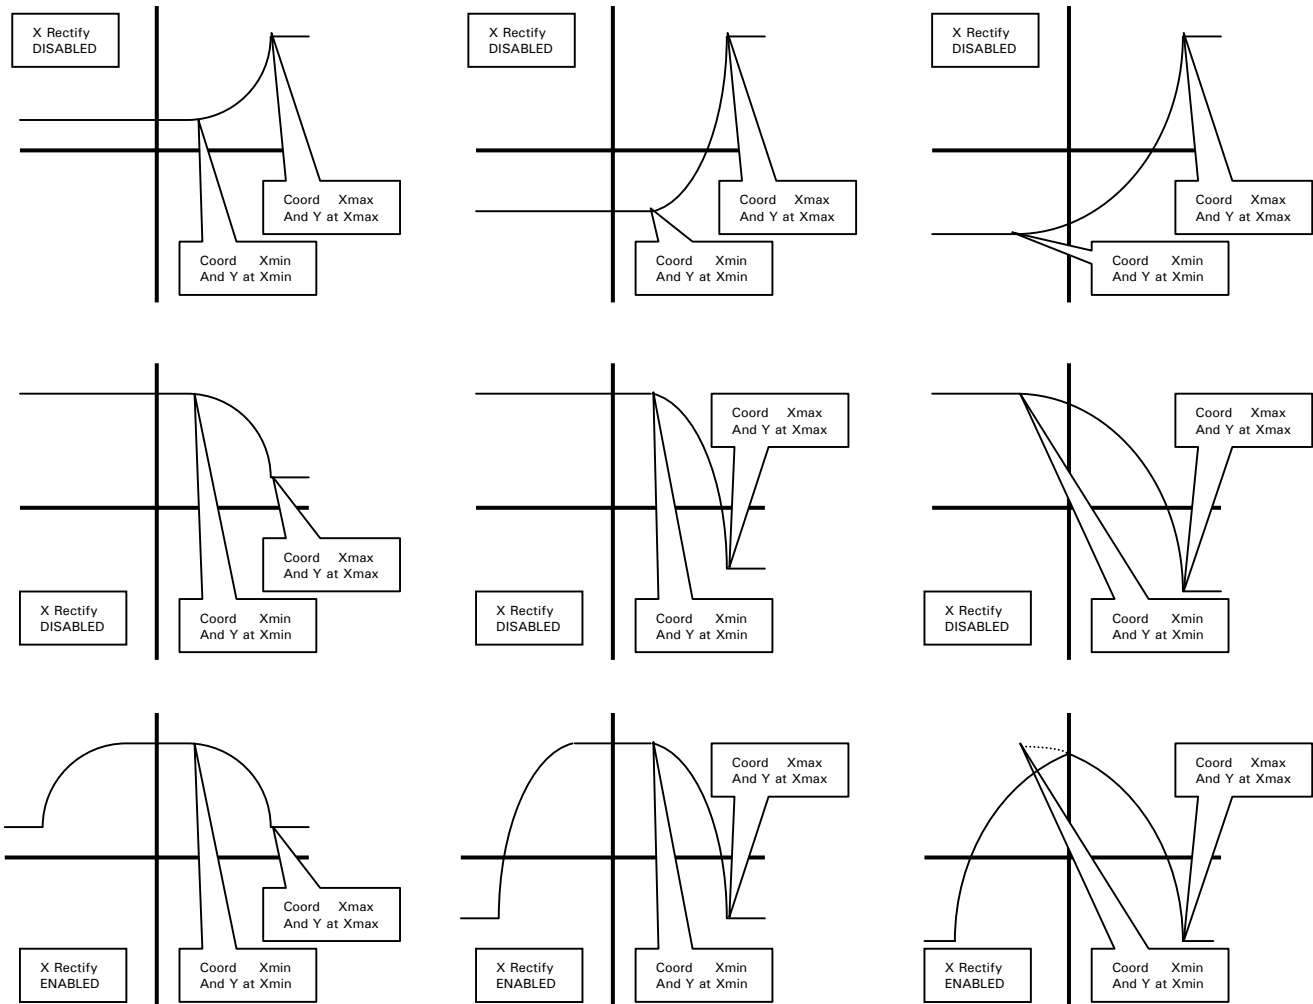 X Rectify
DISABLED
Coord Xmax
And Y at Xmax
Coord Xmin
And Y at Xmin
X Rectify
DISABLED
Coord Xmax
And Y at Xmax
Coord Xmin
And Y at Xmin
X Rectify
DISABLED
Coord Xmax
And Y at Xmax
Coord Xmin
And Y at Xmin
Coord Xmax
And Y at Xmax
X Rectify
DISABLED
Coord Xmin
And Y at Xmin
Coord Xmax
And Y at Xmax
X Rectify
DISABLED
Coord Xmin
And Y at Xmin
Coord Xmax
And Y at Xmax
X Rectify
DISABLED
Coord Xmin
And Y at Xmin
Coord Xmax
And Y at Xmax
X Rectify
ENABLED
Coord Xmin
And Y at Xmin
Coord Xmax
And Y at Xmax
X Rectify
ENABLED
Coord Xmin
And Y at Xmin
Coord Xmax
And Y at Xmax
X Rectify
ENABLED
Coord Xmin
And Y at Xmin